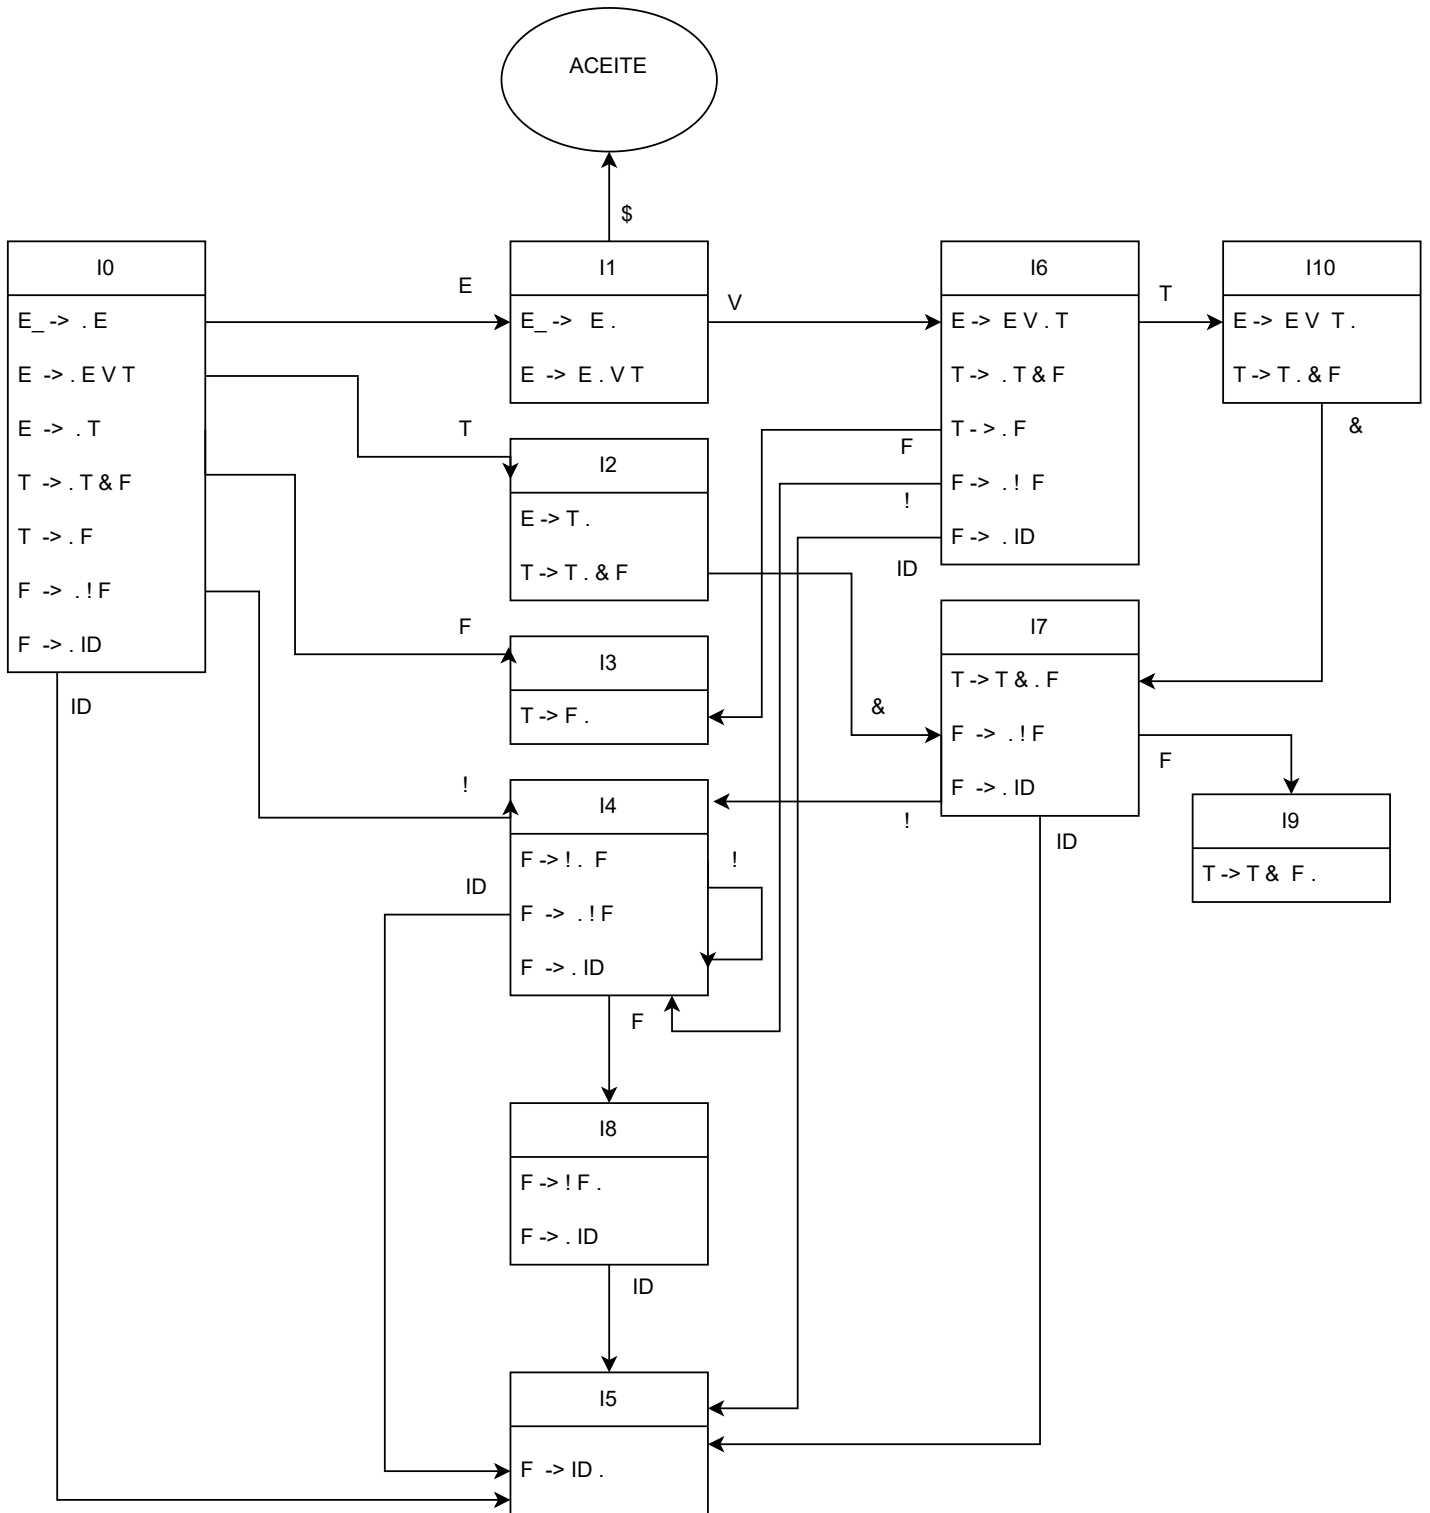 ACEITE
$
I0
E_ -> . E
E -> . E V T
E -> . T
T -> . T & F
T -> . F
F -> . ! F
F -> . ID
E
T
F
!
ID
I1
E_ -> E .
E -> E . V T
V
I2
E -> T .
T -> T . & F
&
I3
T -> F .
I4
F -> ! . F
F -> . ! F
F -> . ID
!
ID
F
I8
F -> ! F .
F -> . ID
ID
I5
F -> ID .
I6
E -> E V . T
T -> . T & F
T - > . F
F -> . ! F
F -> . ID
T
F
!
ID
I7
T -> T & . F
F -> . ! F
F -> . ID
F
!
ID
I10
E -> E V T .
T -> T . & F
&
I9
T -> T & F .